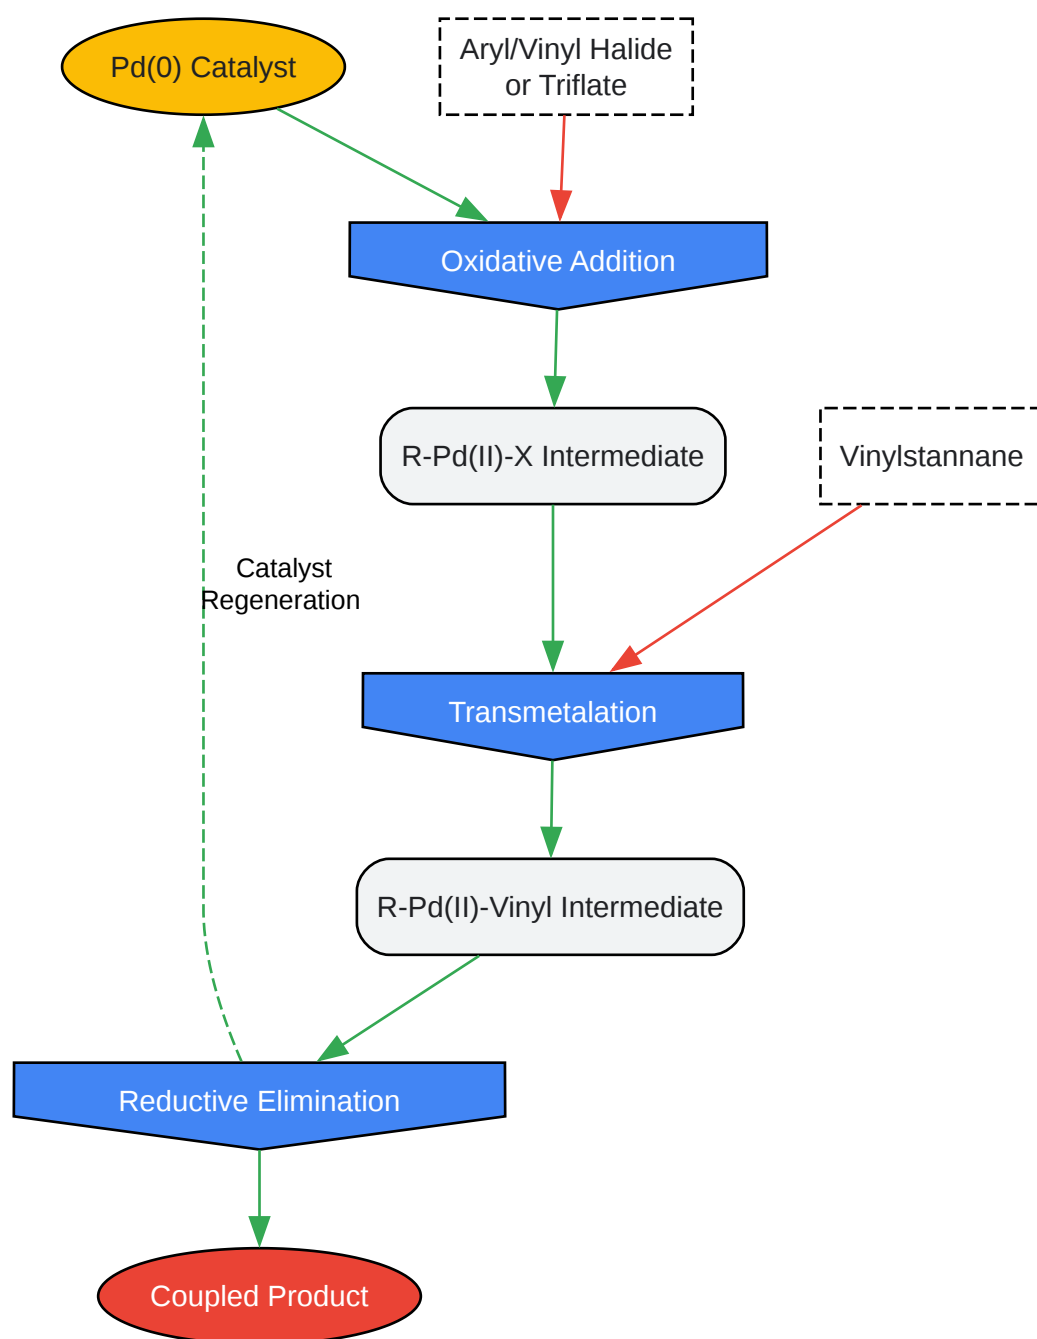 Pd(0) Catalyst
Aryl/Vinyl Halide
or Triflate
Oxidative Addition
R-Pd(II)-X Intermediate
Vinylstannane
Catalyst
Regeneration
Transmetalation
R-Pd(II)-Vinyl Intermediate
Reductive Elimination
Coupled Product